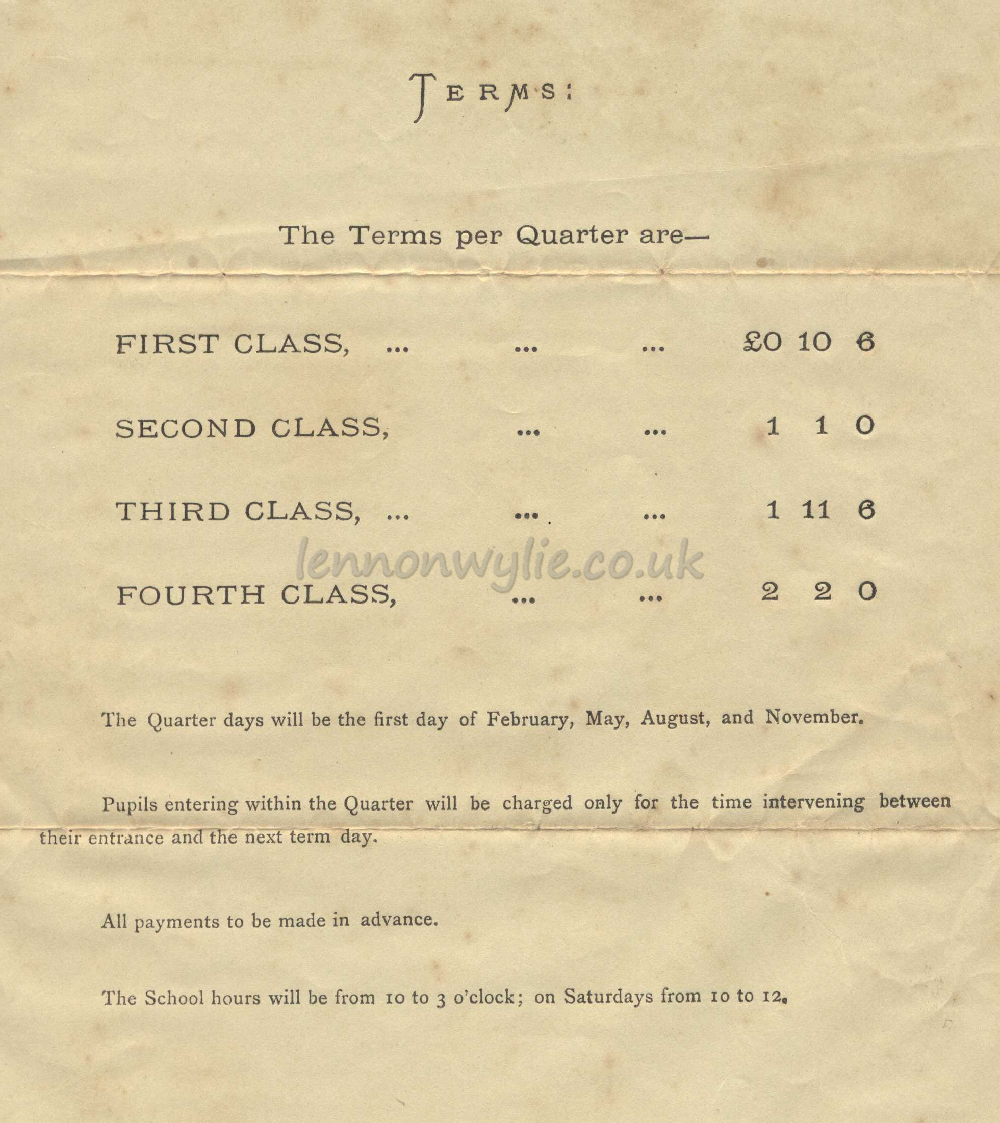 TERMS:
The Terms per Quarter are—
FIRST CLASS, ... ... ... £0 10 6
SECOND CLASS, ... ... 1 1 0
THIRD CLASS, ... ... ... 1 11 6
lennonwylie.co.uk
FOURTH CLASS, ... ... 2 2 0
The Quarter days will be the first day of February, May, August, and November.
Pupils entering within the Quarter will be charged only for the time intervening between
their entrance and the next term day.
All payments to be made in advance.
The School hours will be from 10 to 3 o'clock; on Saturdays from 10 to 12.